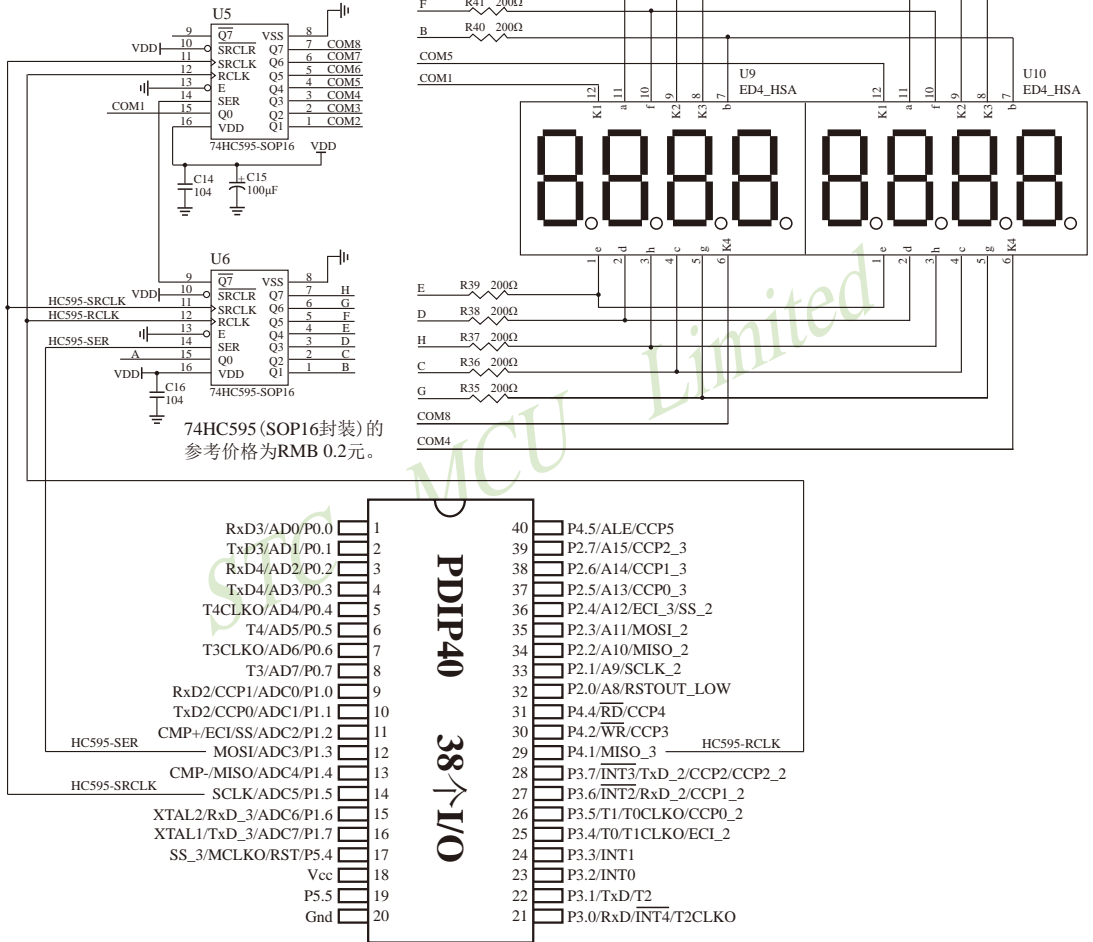 F R41 200Ω
B R40 200Ω
COM5
COM1
U5
9 Q7 VSS 8
VDD 10 SRCLR Q7 7 COM8
11 SRCLK Q6 6 COM7
12 RCLK Q5 5 COM6
13 E Q4 4 COM5
14 SER Q3 3 COM4
COM1 15 Q0 Q2 2 COM3
16 VDD Q1 1 COM2
74HC595-SOP16 VDD
C14
104
+ C15
100μF
12 11 10 9 8 7
K1 a f K2 K3 b
U9
ED4_HSA
12 11 10 9 8 7
K1 a f K2 K3 b
U10
ED4_HSA
e d h c g K4
1 2 3 4 5 6
e d h c g K4
1 2 3 4 5 6
U6
9 Q7 VSS 8
VDD 10 SRCLR Q7 7 H
HC595-SRCLK 11 SRCLK Q6 6 G
HC595-RCLK 12 RCLK Q5 5 F
13 E Q4 4 E
HC595-SER 14 SER Q3 3 D
A 15 Q0 Q2 2 C
VDD 16 VDD Q1 1 B
C16
104
74HC595-SOP16
E R39 200Ω
D R38 200Ω
H R37 200Ω
C R36 200Ω
G R35 200Ω
COM8
COM4
74HC595(SOP16封装)的
参考价格为RMB 0.2元。
STC MCU Limited
PDIP40 38个I/O
RxD3/AD0/P0.0 1
TxD3/AD1/P0.1 2
RxD4/AD2/P0.2 3
TxD4/AD3/P0.3 4
T4CLKO/AD4/P0.4 5
T4/AD5/P0.5 6
T3CLKO/AD6/P0.6 7
T3/AD7/P0.7 8
RxD2/CCP1/ADC0/P1.0 9
TxD2/CCP0/ADC1/P1.1 10
CMP+/ECI/SS/ADC2/P1.2 11
HC595-SER MOSI/ADC3/P1.3 12
CMP-/MISO/ADC4/P1.4 13
HC595-SRCLK SCLK/ADC5/P1.5 14
XTAL2/RxD_3/ADC6/P1.6 15
XTAL1/TxD_3/ADC7/P1.7 16
SS_3/MCLKO/RST/P5.4 17
Vcc 18
P5.5 19
Gnd 20
40 P4.5/ALE/CCP5
39 P2.7/A15/CCP2_3
38 P2.6/A14/CCP1_3
37 P2.5/A13/CCP0_3
36 P2.4/A12/ECI_3/SS_2
35 P2.3/A11/MOSI_2
34 P2.2/A10/MISO_2
33 P2.1/A9/SCLK_2
32 P2.0/A8/RSTOUT_LOW
31 P4.4/RD/CCP4
30 P4.2/WR/CCP3
29 P4.1/MISO_3 HC595-RCLK
28 P3.7/INT3/TxD_2/CCP2/CCP2_2
27 P3.6/INT2/RxD_2/CCP1_2
26 P3.5/T1/T0CLKO/CCP0_2
25 P3.4/T0/T1CLKO/ECI_2
24 P3.3/INT1
23 P3.2/INT0
22 P3.1/TxD/T2
21 P3.0/RxD/INT4/T2CLKO